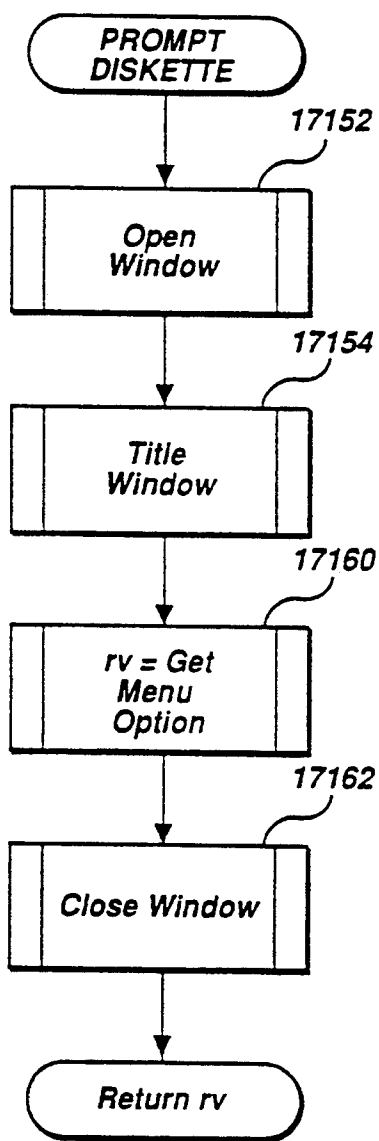 PROMPT
DISKETTE
17152
Open
Window
17154
Title
Window
17160
rv = Get
Menu
Option
17162
Close Window
Return rv